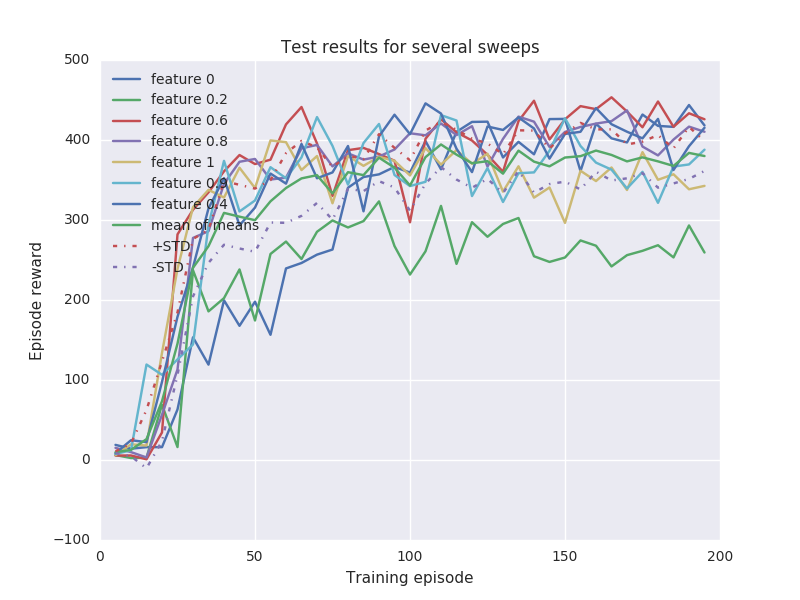 Test results for several sweeps
500
400
300
200
100
0
−100
feature 0
feature 0.2
feature 0.6
feature 0.8
feature 1
feature 0.9
feature 0.4
mean of means
+STD
-STD
Episode reward
0 50 100 150 200
Training episode